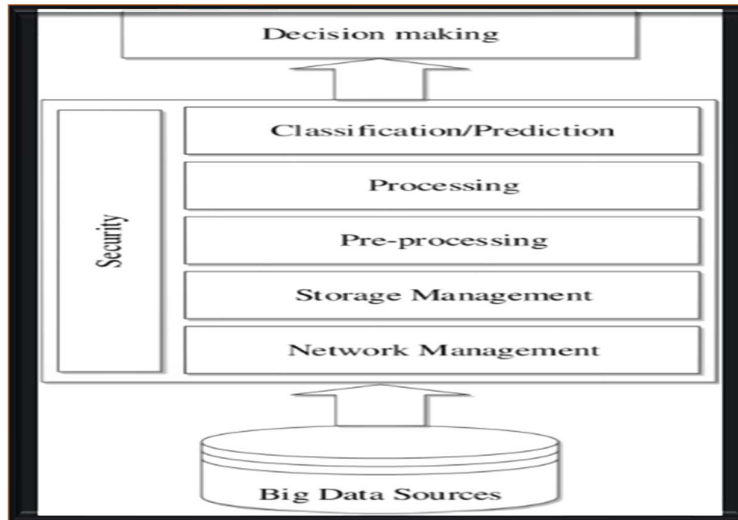 Decision making
Security
Classification/Prediction
Processing
Pre-processing
Storage Management
Network Management
Big Data Sources